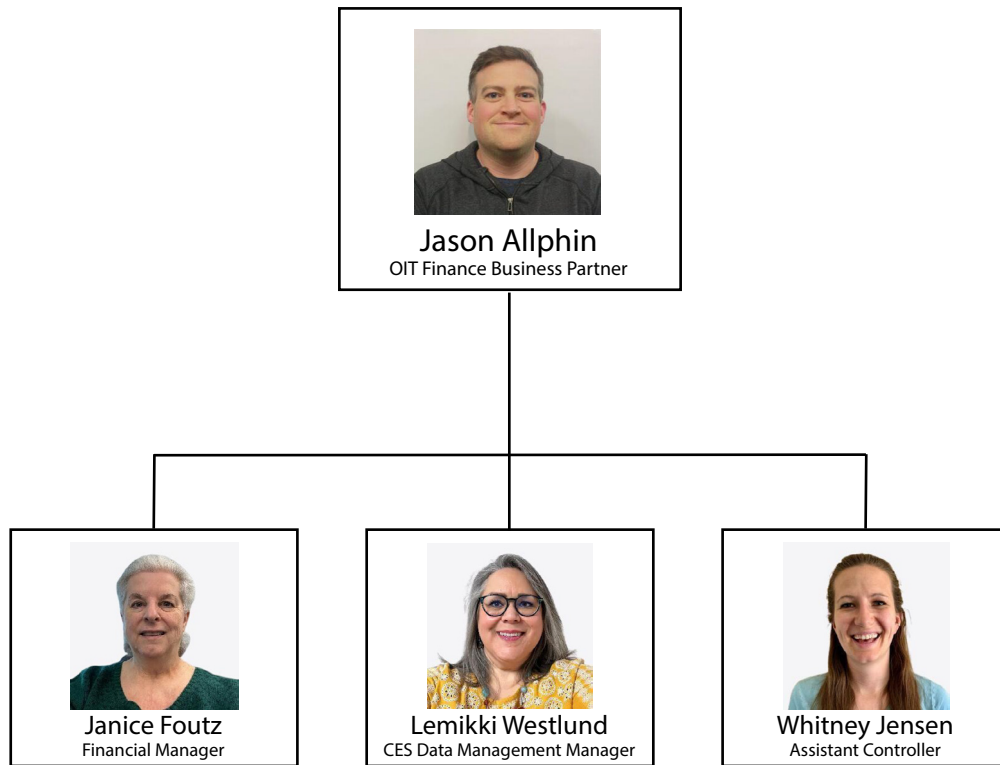 Jason Allphin
OIT Finance Business Partner
Janice Foutz
Financial Manager
Lemikki Westlund
CES Data Management Manager
Whitney Jensen
Assistant Controller